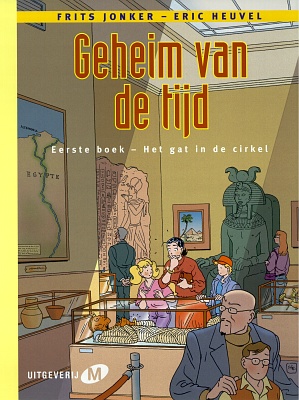 FRITS JONKER – ERIC HEUVEL
Geheim van
de tijd
Eerste boek – Het gat in de cirkel
EGYPTE
UITGEVERIJ M